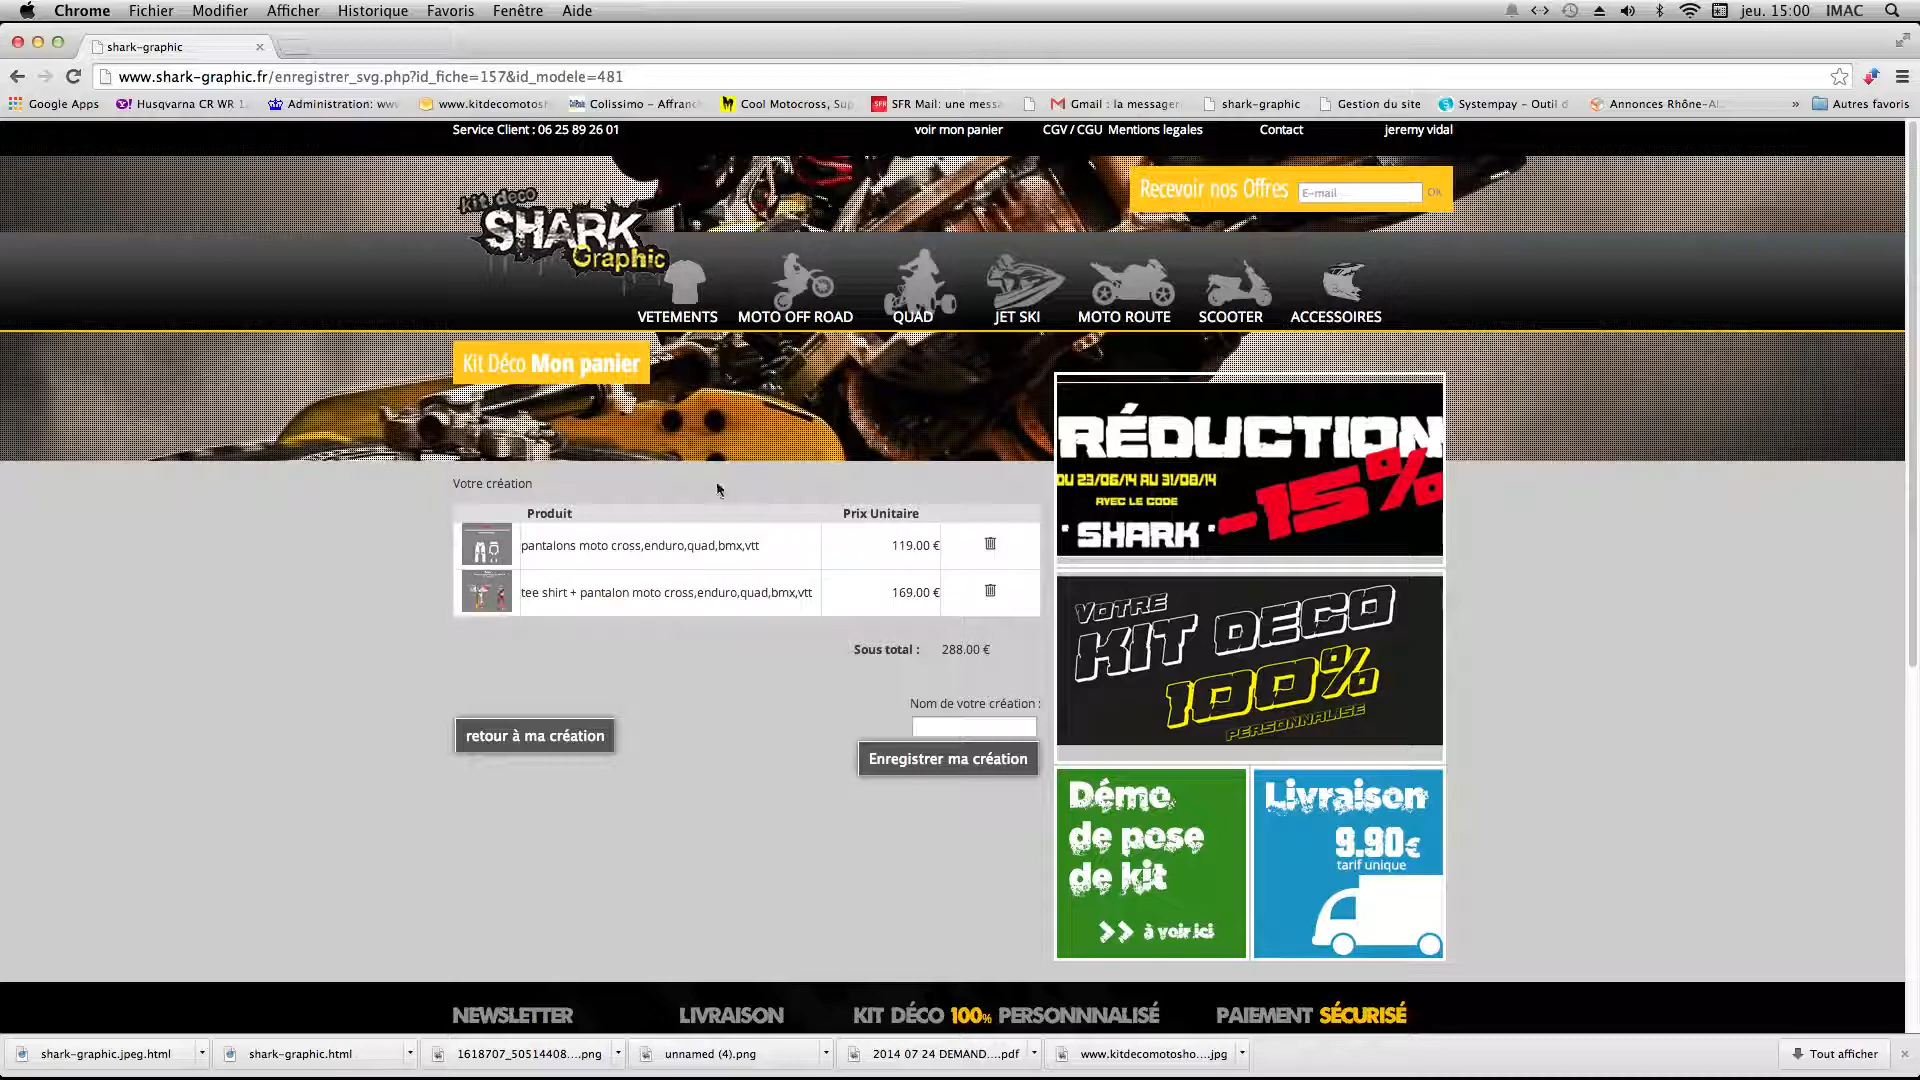 Chrome Fichier Modifier Afficher Historique Favoris Fenêtre Aide jeu. 15:00 IMAC
shark-graphic
www.shark-graphic.fr/enregistrer_svg.php?id_fiche=157&id_modele=481
Google Apps Husqvarna CR WR 1 Administration: www www.kitdecomotosh Colissimo – Affran Cool Motocross, Sup SFR Mail: une messa Gmail : la messager shark-graphic Gestion du site Systempay – Outil d Annonces Rhône-Al » Autres favoris
Service Client : 06 25 89 26 01 voir mon panier CGV / CGU Mentions legales Contact jeremy vidal
Recevoir nos Offres E-mail OK
kit deco
SHARK
Graphic
VETEMENTS MOTO OFF ROAD QUAD JET SKI MOTO ROUTE SCOOTER ACCESSOIRES
Kit Déco Mon panier
RÉDUCTION
DU 23/06/14 AU 31/08/14
AVEC LE CODE
* SHARK * -15%
Votre création
Produit Prix Unitaire
pantalons moto cross,enduro,quad,bmx,vtt 119.00 €
tee shirt + pantalon moto cross,enduro,quad,bmx,vtt 169.00 €
Sous total : 288.00 €
Nom de votre création :
retour à ma création
Enregistrer ma création
VOTRE
KIT DECO
100%
PERSONNALISÉ
Démo
de pose
de kit
>> à voir ici
Livraison
9.90€
tarif unique
NEWSLETTER LIVRAISON KIT DÉCO 100% PERSONNNALISÉ PAIEMENT SÉCURISÉ
shark-graphic.jpeg.html shark-graphic.html 1618707_50514408....png unnamed (4).png 2014 07 24 DEMAND....pdf www.kitdecomotosho....jpg Tout afficher